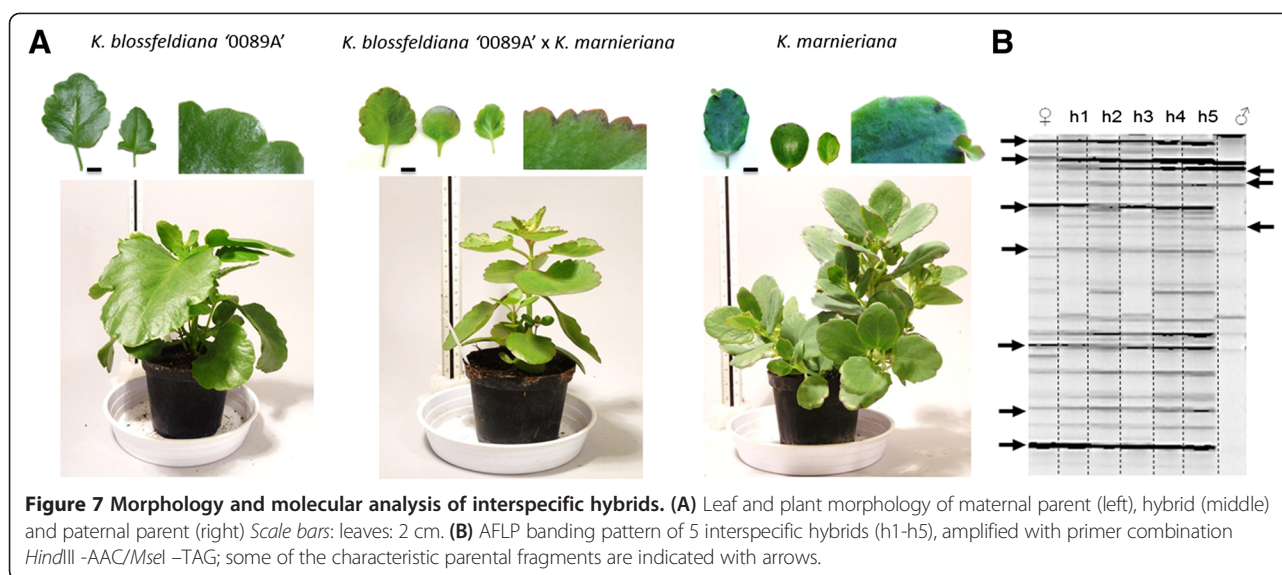 A
K. blossfeldiana ‘0089A’
K. blossfeldiana ‘0089A’ x K. marnieriana
K. marnieriana
B
♀ h1 h2 h3 h4 h5 ♂
Figure 7 Morphology and molecular analysis of interspecific hybrids. (A) Leaf and plant morphology of maternal parent (left), hybrid (middle)
and paternal parent (right) Scale bars: leaves: 2 cm. (B) AFLP banding pattern of 5 interspecific hybrids (h1-h5), amplified with primer combination
HindIII -AAC/MseI –TAG; some of the characteristic parental fragments are indicated with arrows.